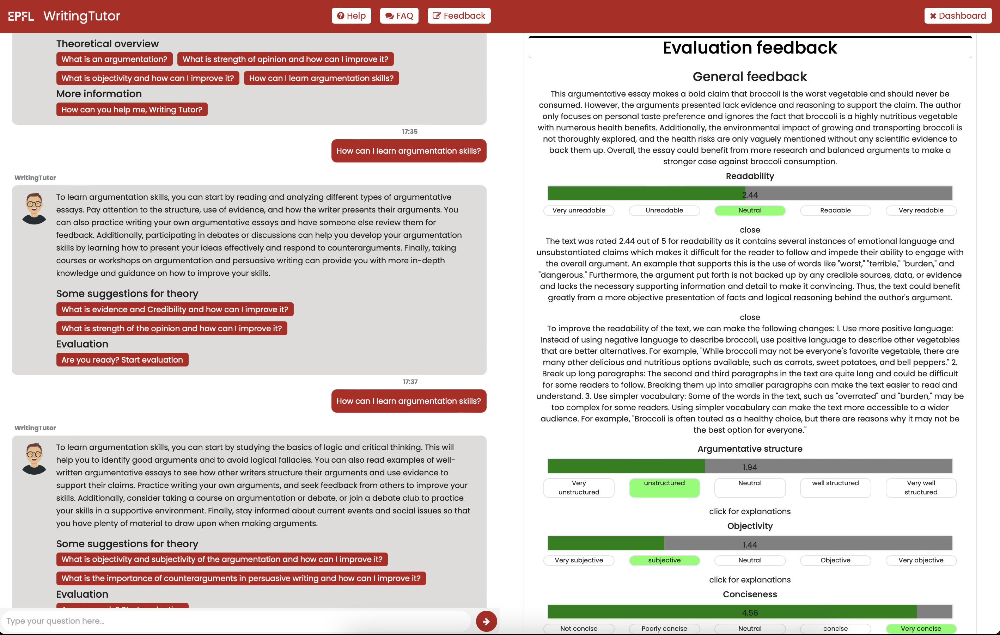 EPFL WritingTutor
Help
FAQ
Feedback
Dashboard
Theoretical overview
What is an argumentation?
What is strength of opinion and how can I improve it?
What is objectivity and how can I improve it?
How can I learn argumentation skills?
More information
How can you help me, Writing Tutor?
17:35
How can I learn argumentation skills?
WritingTutor
To learn argumentation skills, you can start by reading and analyzing different types of argumentative
essays. Pay attention to the structure, use of evidence, and how the writer presents their arguments. You
can also practice writing your own argumentative essays and have someone else review them for
feedback. Additionally, participating in debates or discussions can help you develop your argumentation
skills by learning how to present your ideas effectively and respond to counterarguments. Finally, taking
courses or workshops on argumentation and persuasive writing can provide you with more in-depth
knowledge and guidance on how to improve your skills.
Some suggestions for theory
What is evidence and Credibility and how can I improve it?
What is strength of the opinion and how can I improve it?
Evaluation
Are you ready? Start evaluation
17:37
How can I learn argumentation skills?
WritingTutor
To learn argumentation skills, you can start by studying the basics of logic and critical thinking. This will
help you to identify good arguments and to avoid logical fallacies. You can also read examples of well-
written argumentative essays to see how other writers structure their arguments and use evidence to
support their claims. Practice writing your own arguments, and seek feedback from others to improve your
skills. Additionally, consider taking a course on argumentation or debate, or join a debate club to practice
your skills in a supportive environment. Finally, stay informed about current events and social issues so that
you have plenty of material to draw upon when making arguments.
Some suggestions for theory
What is objectivity and subjectivity of the argumentation and how can I improve it?
What is the importance of counterarguments in persuasive writing and how can I improve it?
Evaluation
Are you ready? Start evaluation
Type your question here...
Evaluation feedback
General feedback
This argumentative essay makes a bold claim that broccoli is the worst vegetable and should never be
consumed. However, the arguments presented lack evidence and reasoning to support the claim. The author
only focuses on personal taste preference and ignores the fact that broccoli is a highly nutritious vegetable
with numerous health benefits. Additionally, the environmental impact of growing and transporting broccoli is
not thoroughly explored, and the health risks are only vaguely mentioned without any scientific evidence to
back them up. Overall, the essay could benefit from more research and balanced arguments to make a
stronger case against broccoli consumption.
Readability
2.44
Very unreadable
Unreadable
Neutral
Readable
Very readable
close
The text was rated 2.44 out of 5 for readability as it contains several instances of emotional language and
unsubstantiated claims which makes it difficult for the reader to follow and impede their ability to engage with
the overall argument. An example that supports this is the use of words like "worst," "terrible," "burden," and
"dangerous." Furthermore, the argument put forth is not backed up by any credible sources, data, or evidence
and lacks the necessary supporting information and detail to make it convincing. Thus, the text could benefit
greatly from a more objective presentation of facts and logical reasoning behind the author's argument.
close
To improve the readability of the text, we can make the following changes: 1. Use more positive language:
Instead of using negative language to describe broccoli, use positive language to describe other vegetables
that are better alternatives. For example, "While broccoli may not be everyone's favorite vegetable, there are
many other delicious and nutritious options available, such as carrots, sweet potatoes, and bell peppers." 2.
Break up long paragraphs: The second and third paragraphs in the text are quite long and could be difficult
for some readers to follow. Breaking them up into smaller paragraphs can make the text easier to read and
understand. 3. Use simpler vocabulary: Some of the words in the text, such as "overrated" and "burden," may be
too complex for some readers. Using simpler vocabulary can make the text more accessible to a wider
audience. For example, "Broccoli is often touted as a healthy choice, but there are reasons why it may not be
the best option for everyone."
Argumentative structure
1.94
Very
unstructured
unstructured
Neutral
well structured
Very well
structured
click for explanations
Objectivity
1.44
Very subjective
subjective
Neutral
Objective
Very objective
click for explanations
Conciseness
4.56
Not concise
Poorly concise
Neutral
concise
Very concise